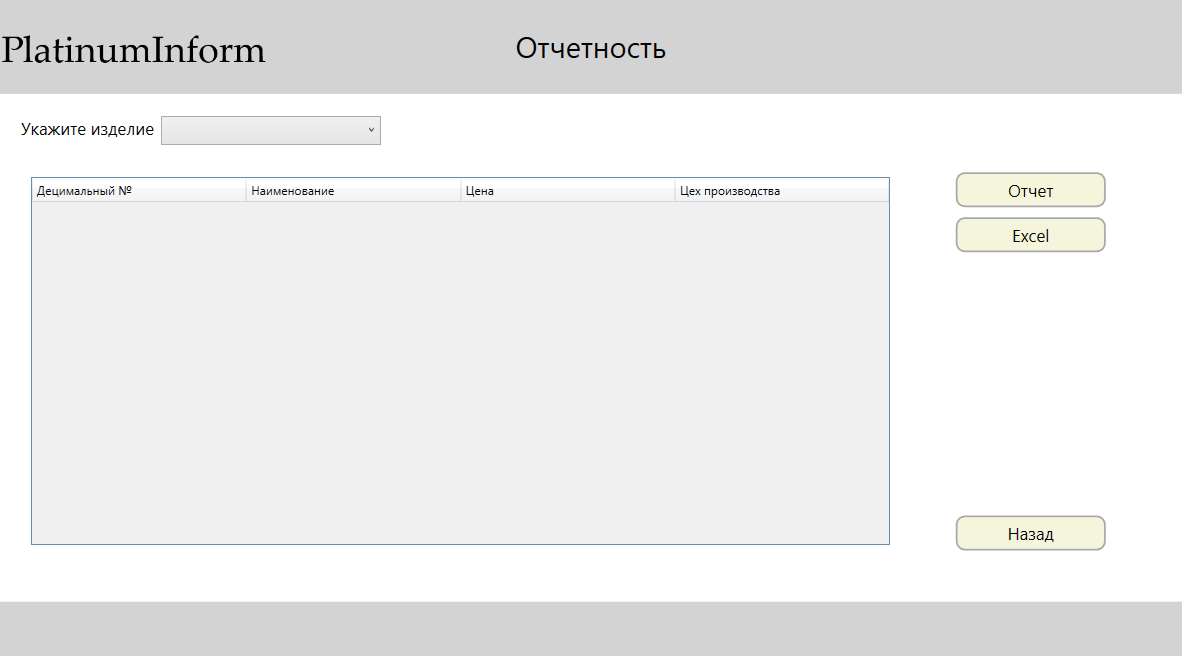 PlatinumInform
Отчетность
Укажите изделие
Децимальный № Наименование Цена Цех производства
Отчет
Excel
Назад